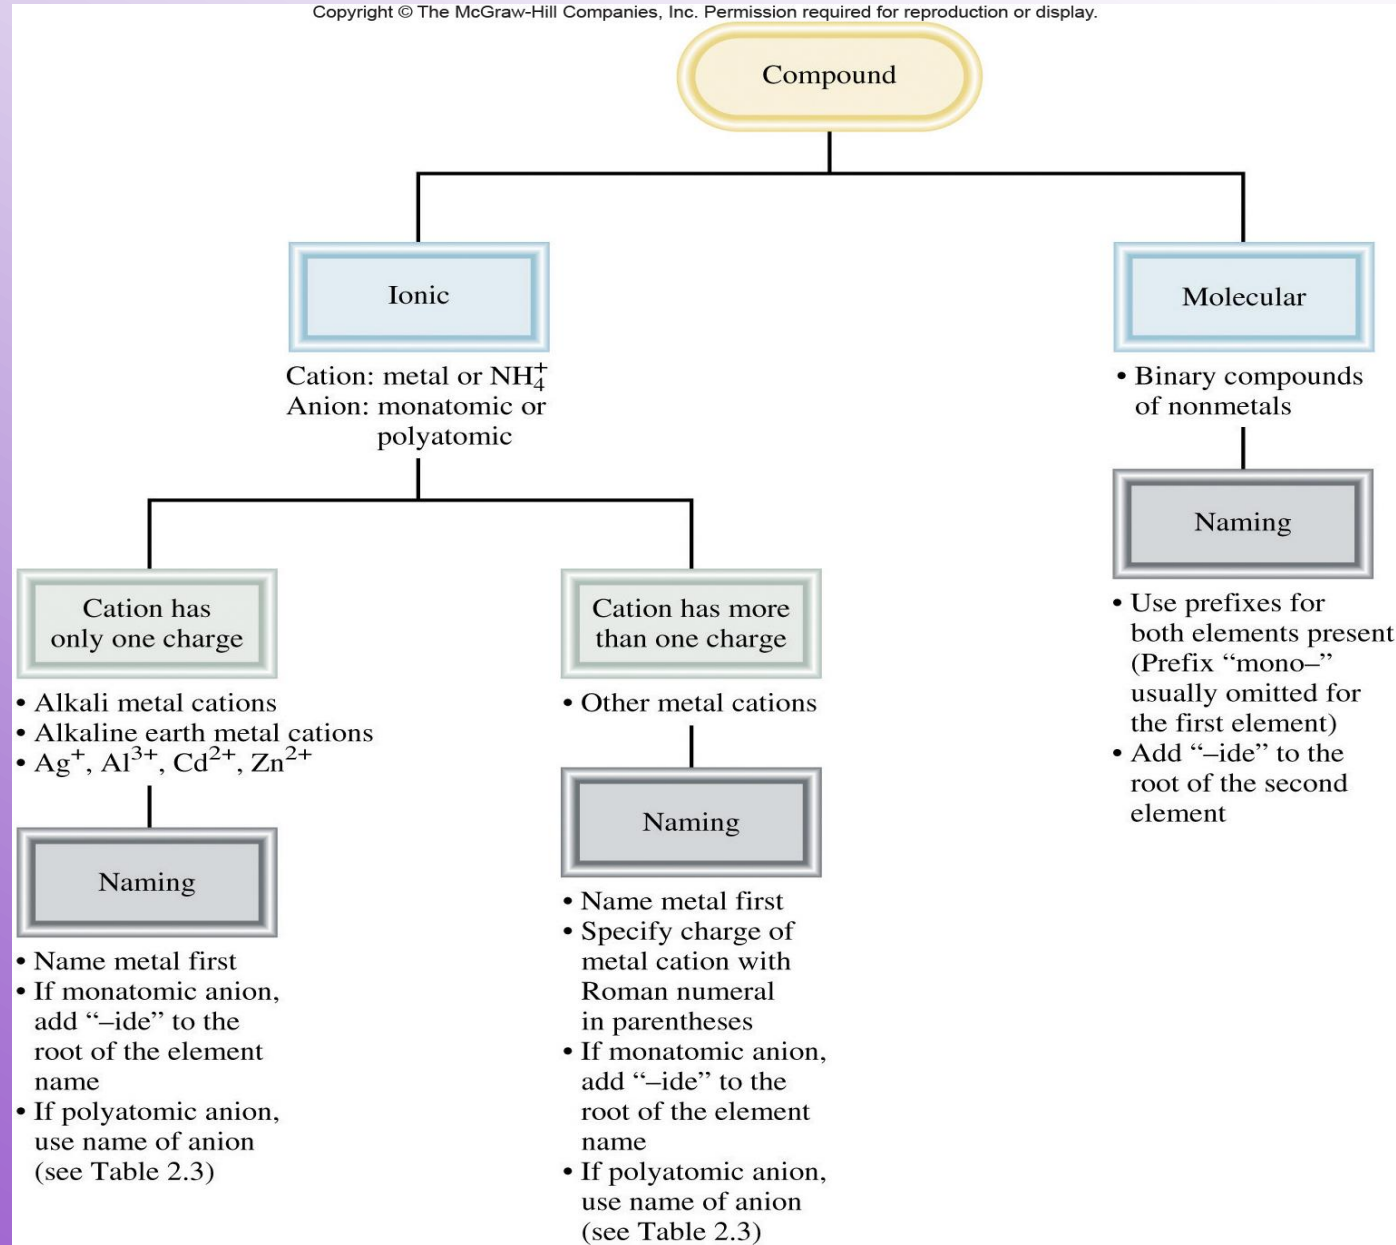 Copyright © The McGraw-Hill Companies, Inc. Permission required for reproduction or display.
Compound
Ionic
Cation: metal or NH₄⁺
Anion: monatomic or
polyatomic
Cation has
only one charge
• Alkali metal cations
• Alkaline earth metal cations
• Ag⁺, Al³⁺, Cd²⁺, Zn²⁺
Naming
• Name metal first
• If monatomic anion,
add “–ide” to the
root of the element
name
• If polyatomic anion,
use name of anion
(see Table 2.3)
Cation has more
than one charge
• Other metal cations
Naming
• Name metal first
• Specify charge of
metal cation with
Roman numeral
in parentheses
• If monatomic anion,
add “–ide” to the
root of the element
name
• If polyatomic anion,
use name of anion
(see Table 2.3)
Molecular
• Binary compounds
of nonmetals
Naming
• Use prefixes for
both elements present
(Prefix “mono–”
usually omitted for
the first element)
• Add “–ide” to the
root of the second
element